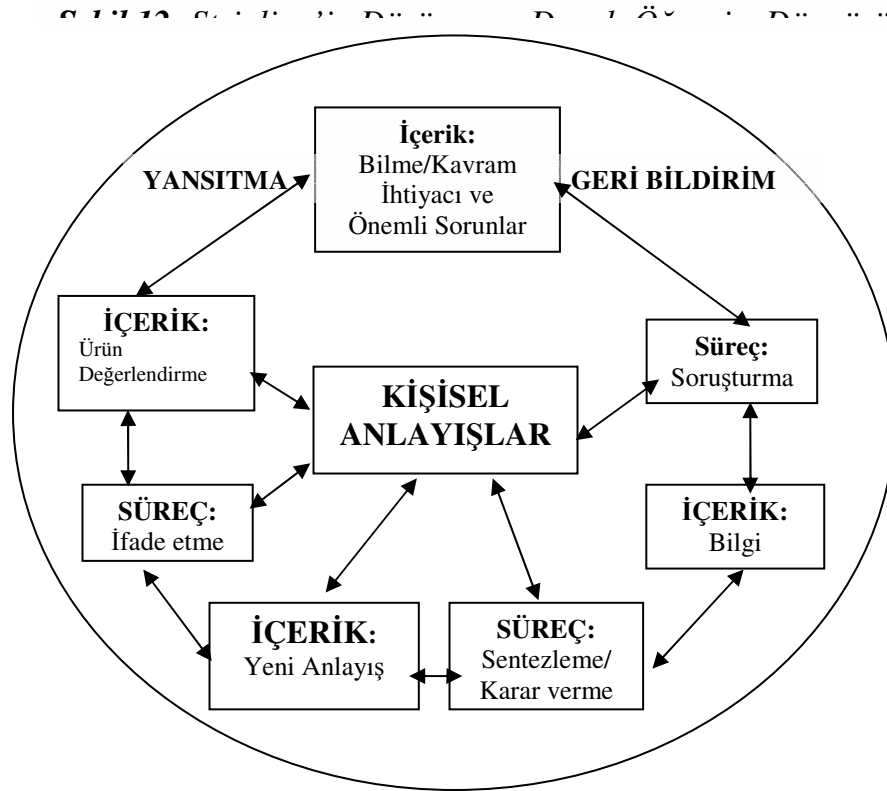 İçerik:
Bilme/Kavram
İhtiyacı ve
Önemli Sorunlar
YANSITMA
GERİ BİLDİRİM
İÇERİK:
Ürün
Değerlendirme
Süreç:
Soruşturma
KİŞİSEL
ANLAYIŞLAR
SÜREÇ:
İfade etme
İÇERİK:
Bilgi
İÇERİK:
Yeni Anlayış
SÜREÇ:
Sentezleme/
Karar verme